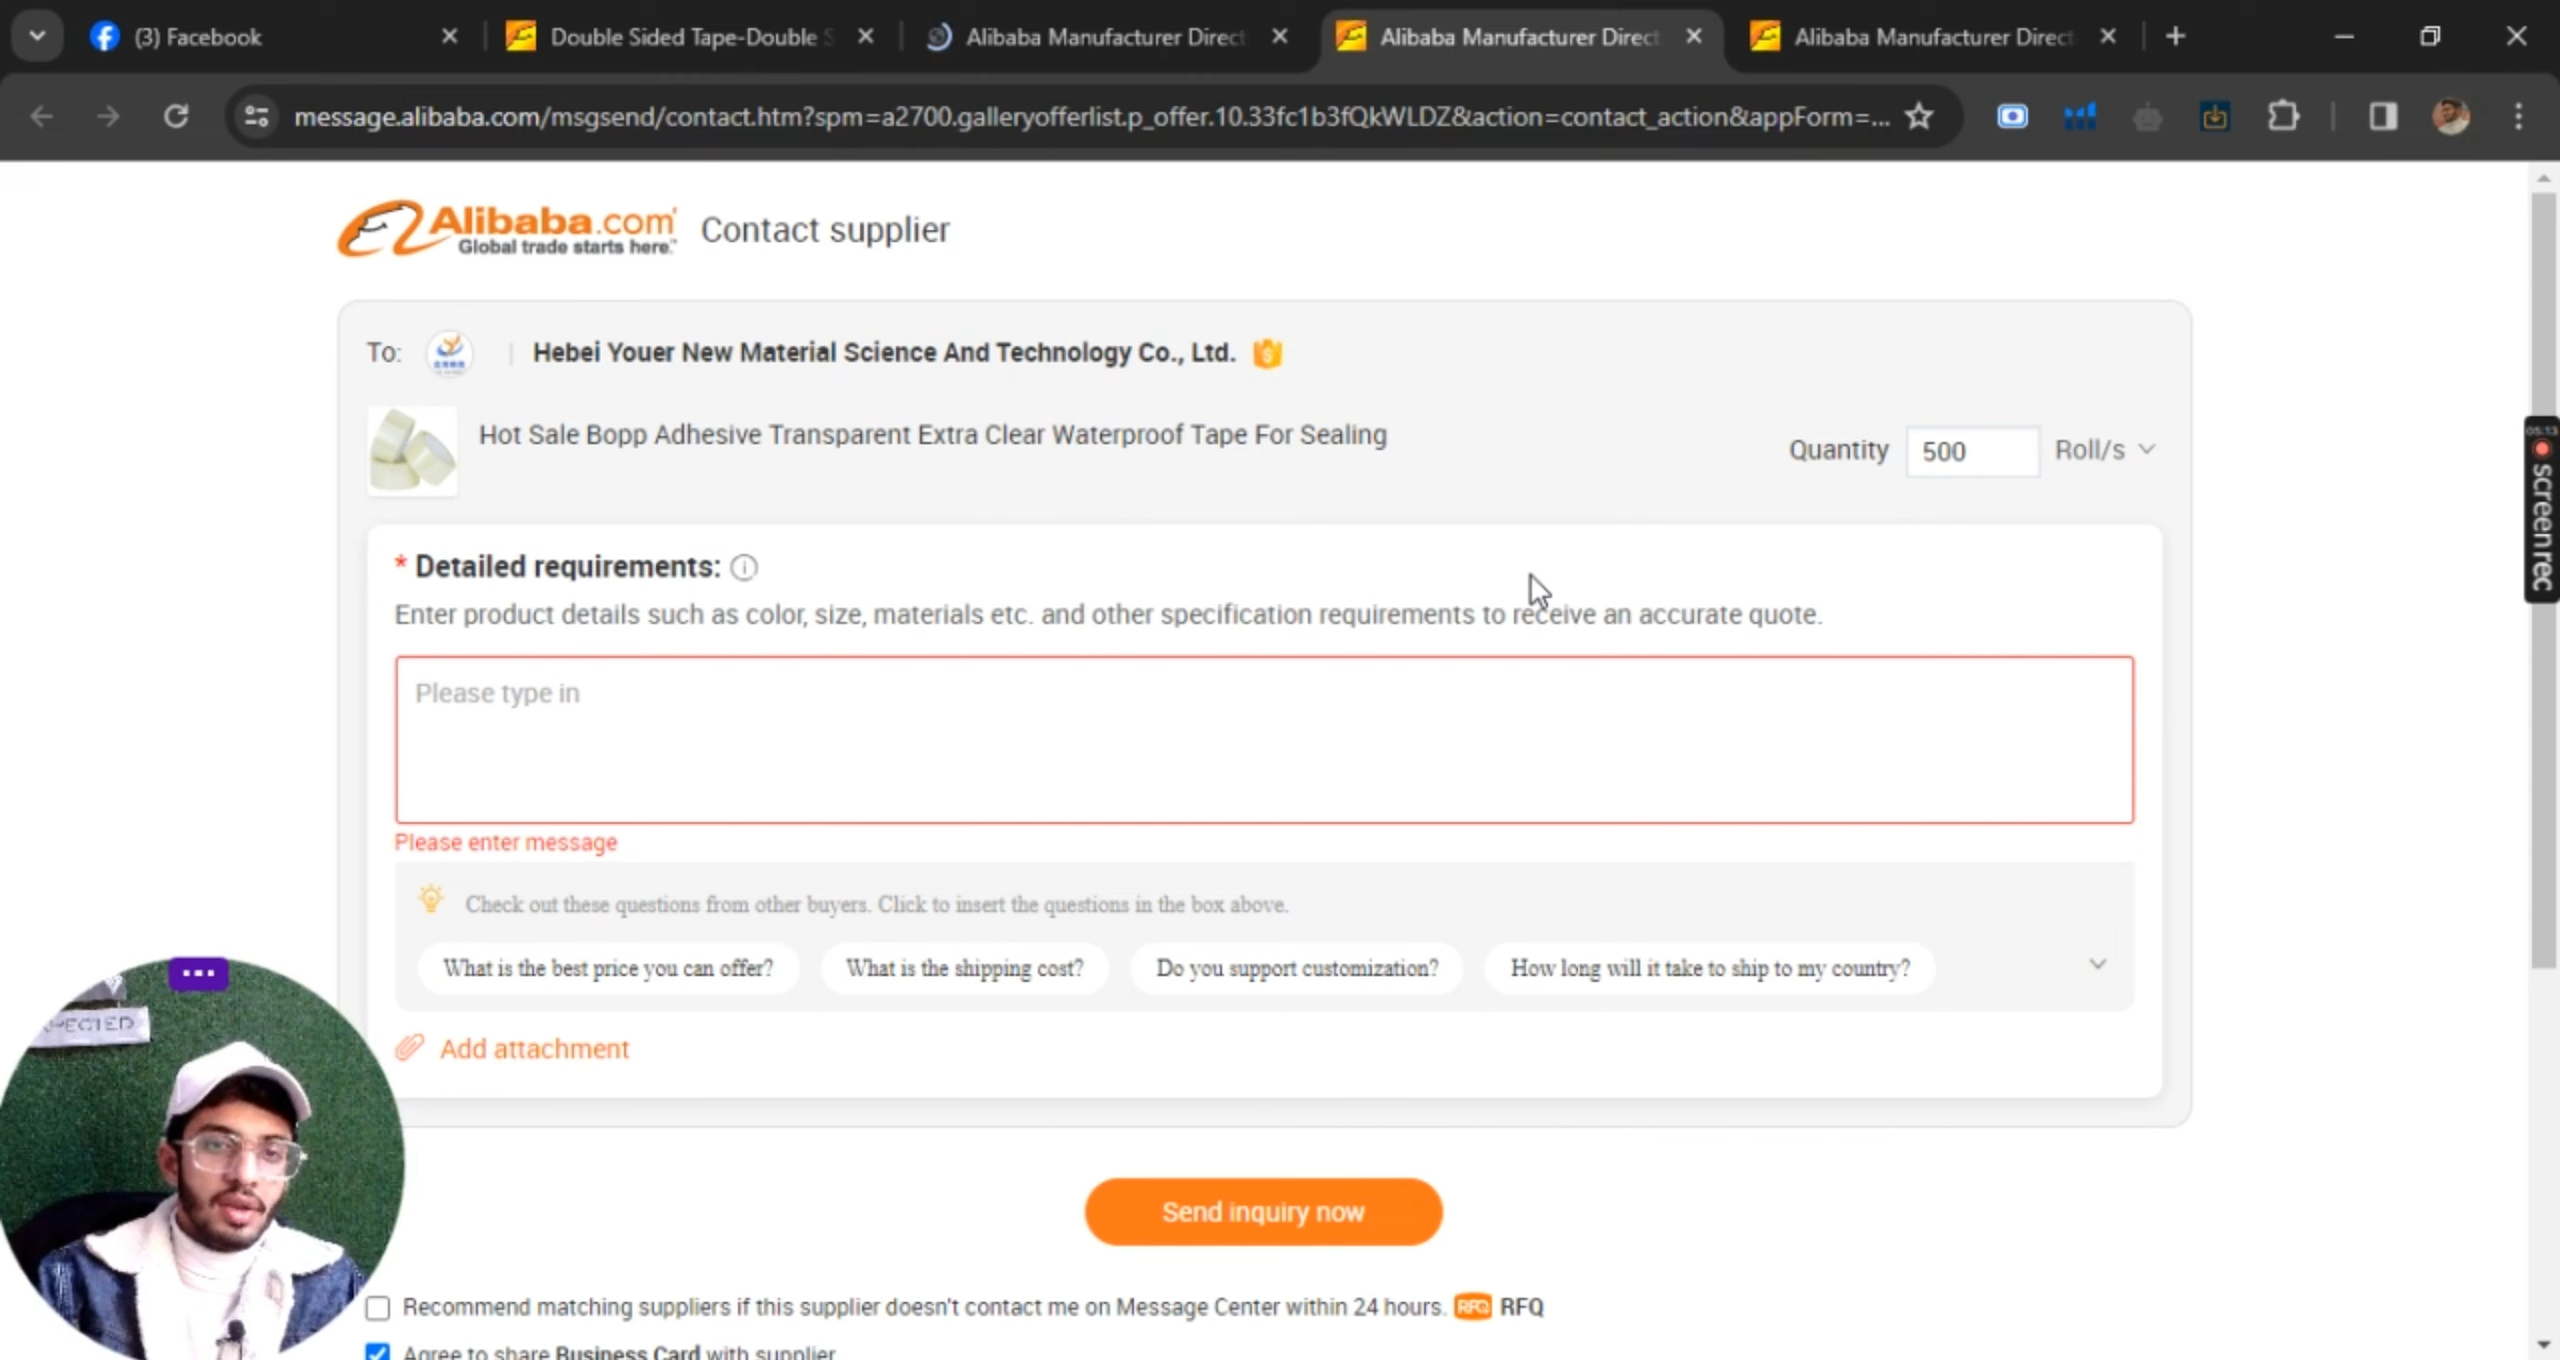 (3) Facebook
Double Sided Tape-Double S
Alibaba Manufacturer Direct
Alibaba Manufacturer Direct
Alibaba Manufacturer Direct
message.alibaba.com/msgsend/contact.htm?spm=a2700.galleryofferlist.p_offer.10.33fc1b3fQkWLDZ&action=contact_action&appForm=...
Alibaba.com
Global trade starts here.
Contact supplier
To:
Hebei Youer New Material Science And Technology Co., Ltd.
Hot Sale Bopp Adhesive Transparent Extra Clear Waterproof Tape For Sealing
Quantity 500 Roll/s
05:13
screenrec
* Detailed requirements:
Enter product details such as color, size, materials etc. and other specification requirements to receive an accurate quote.
Please type in
Please enter message
Check out these questions from other buyers. Click to insert the questions in the box above.
What is the best price you can offer?
What is the shipping cost?
Do you support customization?
How long will it take to ship to my country?
Add attachment
PECTED
Send inquiry now
Recommend matching suppliers if this supplier doesn't contact me on Message Center within 24 hours. RFQ RFQ
Agree to share Business Card with supplier